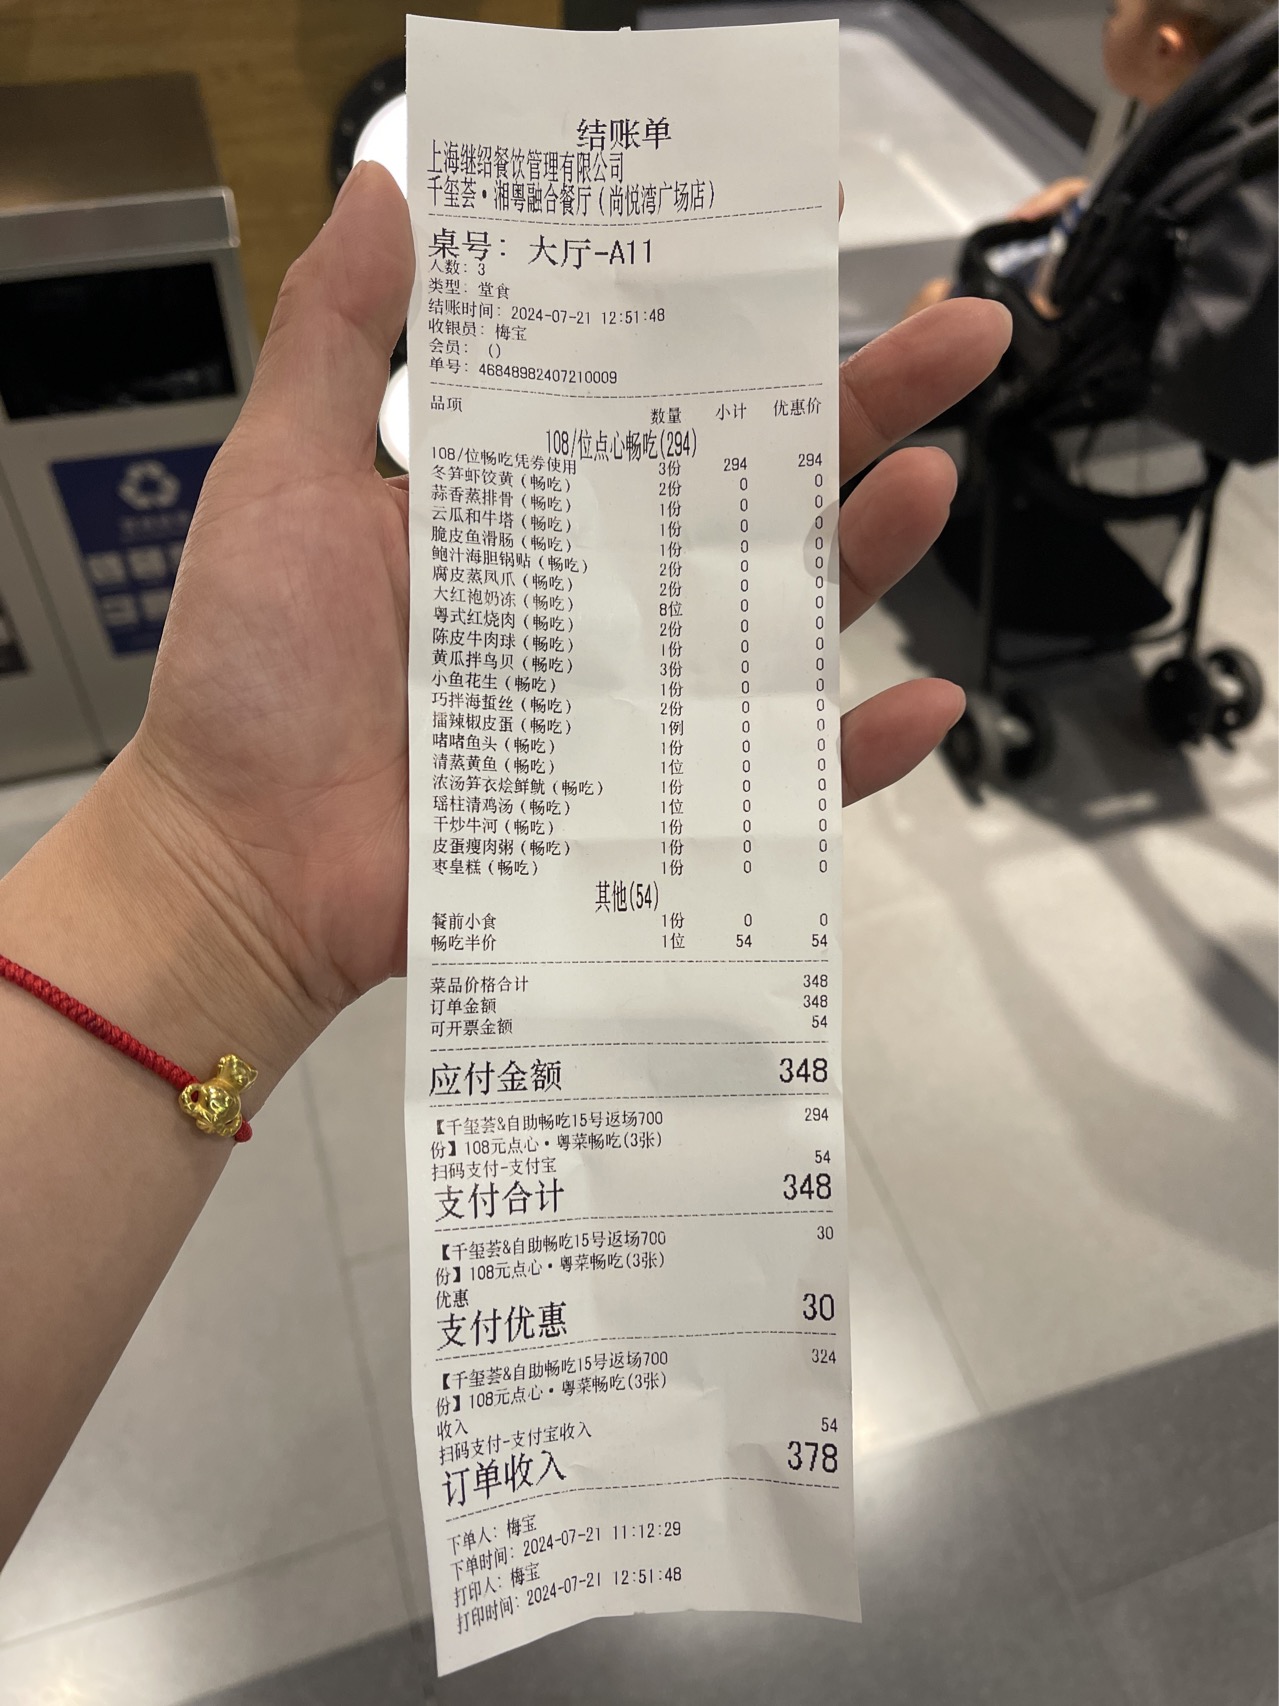 结账单
上海继绍餐饮管理有限公司
千玺荟·湘粤融合餐厅(尚悦湾广场店)
桌号: 大厅-A11
人数: 3
类型: 堂食
结账时间: 2024-07-21 12:51:48
收银员: 梅宝
会员: ()
单号: 46848982407210009
品项 数量 小计 优惠价
108/位点心畅吃(294)
108/位畅吃凭券使用 3份 294 294
冬笋虾饺黄(畅吃) 2份 0 0
蒜香蒸排骨(畅吃) 1份 0 0
云瓜和牛塔(畅吃) 1份 0 0
脆皮鱼滑肠(畅吃) 1份 0 0
鲍汁海胆锅贴(畅吃) 2份 0 0
腐皮蒸凤爪(畅吃) 2份 0 0
大红袍奶冻(畅吃) 8位 0 0
粤式红烧肉(畅吃) 2份 0 0
陈皮牛肉球(畅吃) 1份 0 0
黄瓜拌鸟贝(畅吃) 3份 0 0
小鱼花生(畅吃) 1份 0 0
巧拌海蜇丝(畅吃) 2份 0 0
擂辣椒皮蛋(畅吃) 1例 0 0
啫啫鱼头(畅吃) 1份 0 0
清蒸黄鱼(畅吃) 1位 0 0
浓汤笋衣烩鲜鱿(畅吃) 1份 0 0
瑶柱清鸡汤(畅吃) 1位 0 0
干炒牛河(畅吃) 1份 0 0
皮蛋瘦肉粥(畅吃) 1份 0 0
枣皇糕(畅吃) 1份 0 0
其他(54)
餐前小食 1份 0 0
畅吃半价 1位 54 54
菜品价格合计 348
订单金额 348
可开票金额 54
应付金额 348
【千玺荟&自助畅吃15号返场700 294
份】108元点心·粤菜畅吃(3张)
扫码支付-支付宝 54
支付合计 348
【千玺荟&自助畅吃15号返场700 30
份】108元点心·粤菜畅吃(3张)
优惠
支付优惠 30
【千玺荟&自助畅吃15号返场700 324
份】108元点心·粤菜畅吃(3张)
收入
扫码支付-支付宝收入 54
订单收入 378
下单人: 梅宝
下单时间: 2024-07-21 11:12:29
打印人: 梅宝
打印时间: 2024-07-21 12:51:48